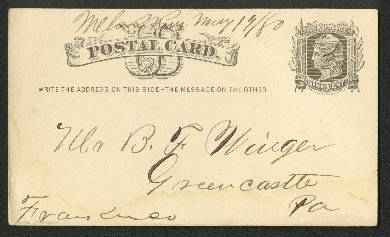 May 19/80
POSTAL CARD.
WRITE THE ADDRESS ON THIS SIDE-THE MESSAGE ON THE OTHER
Mr B. F. Winger
Greencastle
Pa